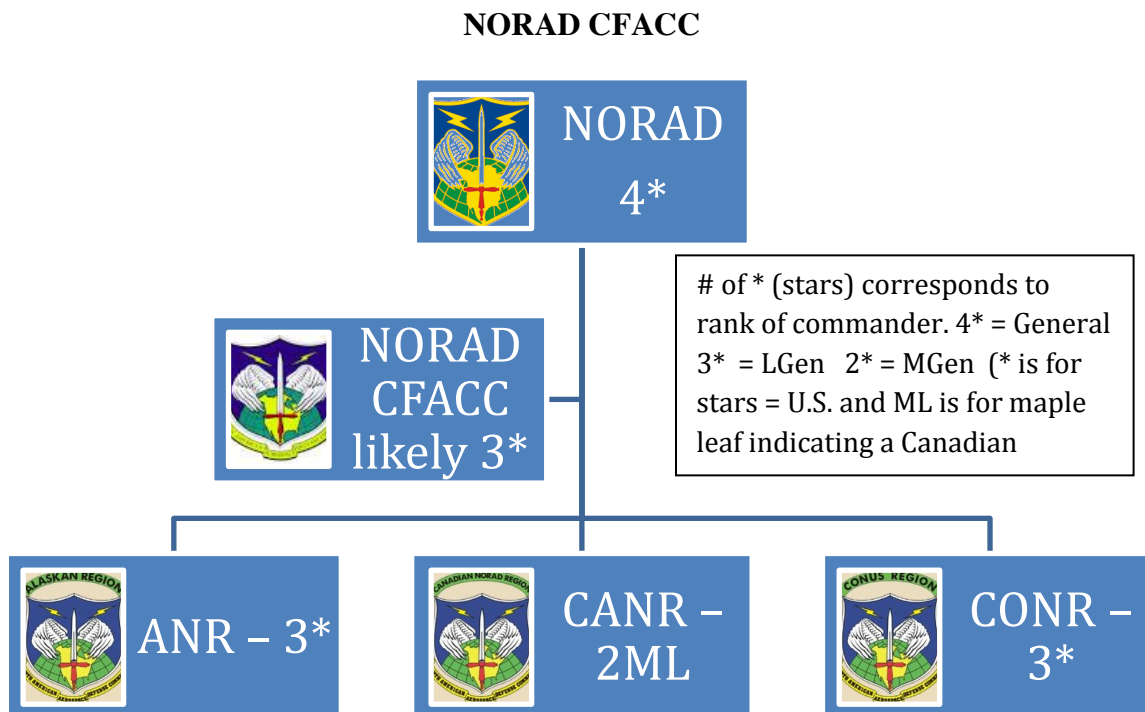 NORAD CFACC
NORAD
4*
# of * (stars) corresponds to
rank of commander. 4* = General
3* = LGen 2* = MGen (* is for
stars = U.S. and ML is for maple
leaf indicating a Canadian
NORAD
CFACC
likely 3*
ALASKAN REGION
ANR – 3*
CANADIAN NORAD REGION
CANR –
2ML
CONUS REGION
CONR –
3*